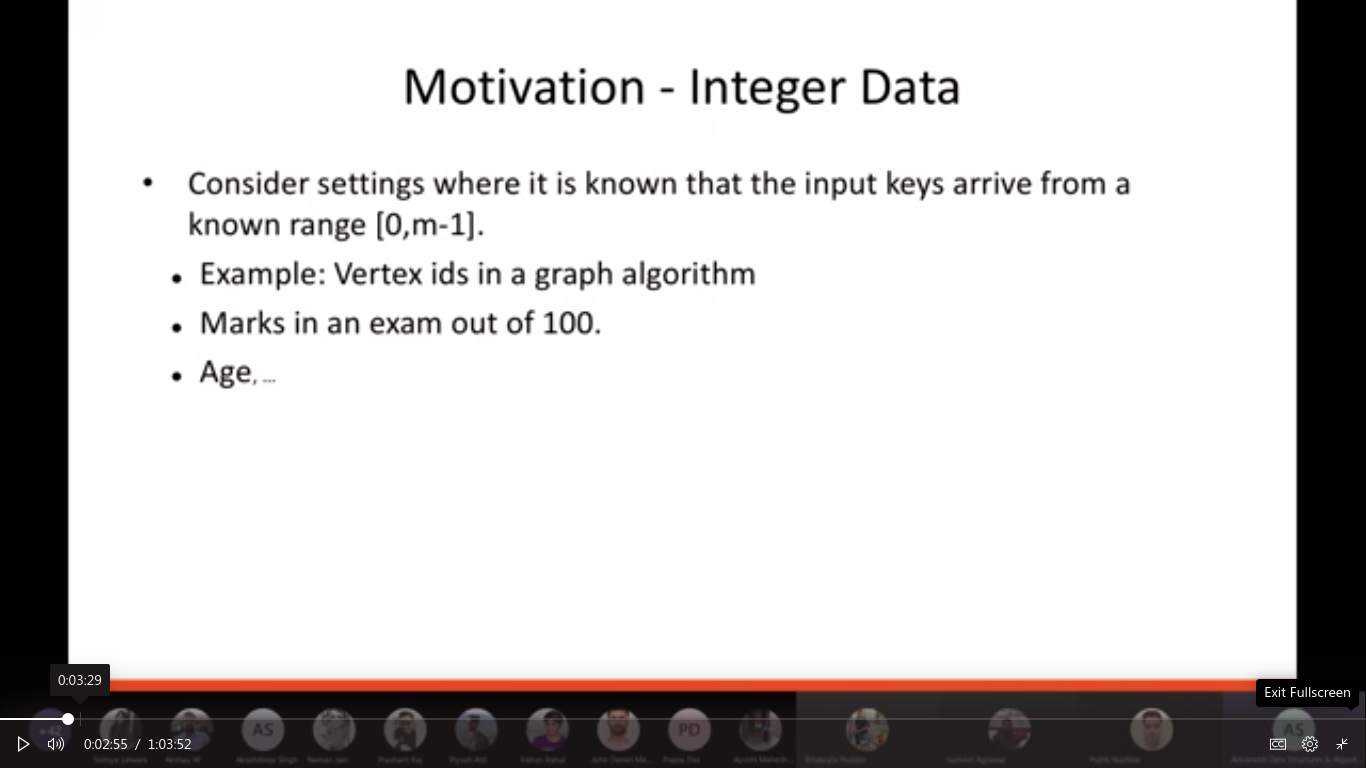 Motivation - Integer Data
• Consider settings where it is known that the input keys arrive from a
known range [0,m-1].
• Example: Vertex ids in a graph algorithm
• Marks in an exam out of 100.
• Age, ...
0:03:29
Exit Fullscreen
AS
PD
AS
0:02:55 / 1:03:52
CC